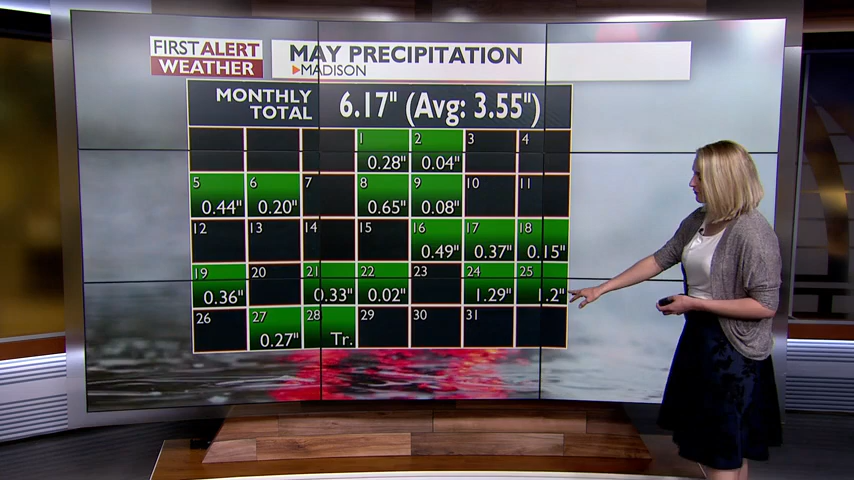 FIRST ALERT
WEATHER
MAY PRECIPITATION
MADISON
MONTHLY
TOTAL
6.17" (Avg: 3.55")
1 2 3 4
0.28" 0.04"
5 6 7 8 9 10 11
0.44" 0.20" 0.65" 0.08"
12 13 14 15 16 17 18
0.49" 0.37" 0.15"
19 20 21 22 23 24 25
0.36" 0.33" 0.02" 1.29" 1.2"
26 27 28 29 30 31
0.27" Tr.